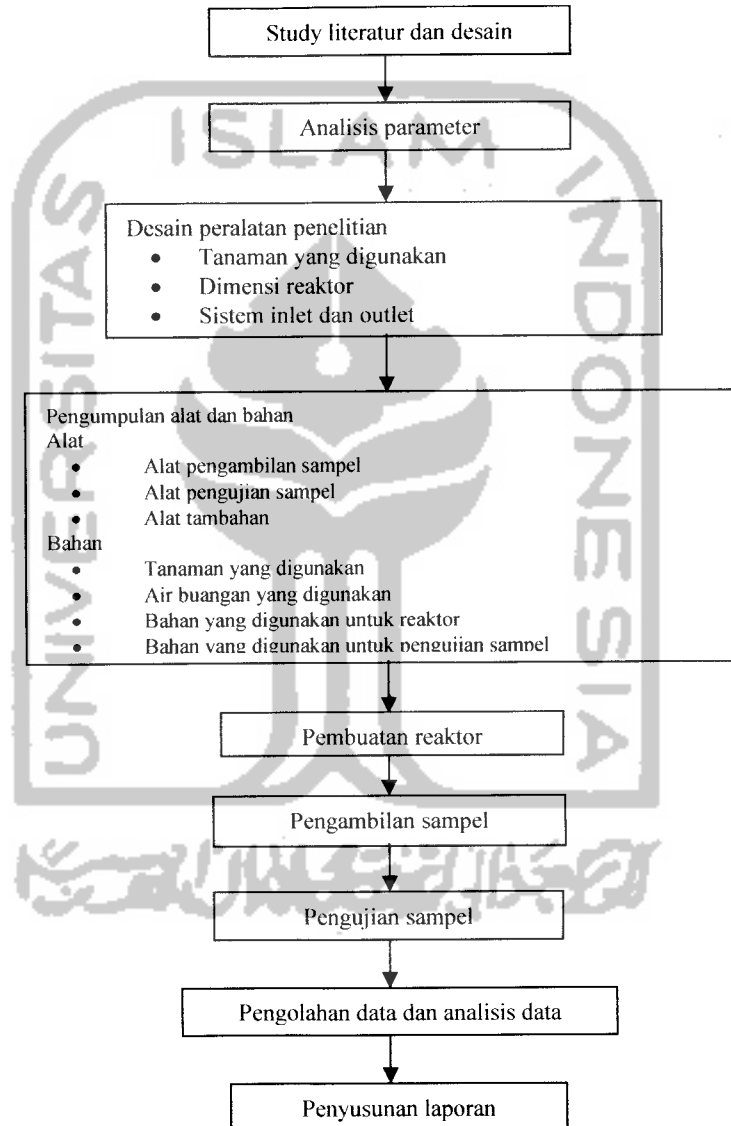 Study literatur dan desain
Analisis parameter
Desain peralatan penelitian
• Tanaman yang digunakan
• Dimensi reaktor
• Sistem inlet dan outlet
Pengumpulan alat dan bahan
Alat
• Alat pengambilan sampel
• Alat pengujian sampel
• Alat tambahan
Bahan
• Tanaman yang digunakan
• Air buangan yang digunakan
• Bahan yang digunakan untuk reaktor
• Bahan yang digunakan untuk pengujian sampel
Pembuatan reaktor
Pengambilan sampel
Pengujian sampel
Pengolahan data dan analisis data
Penyusunan laporan
UNIVERSITAS
ISLAM
INDONESIA